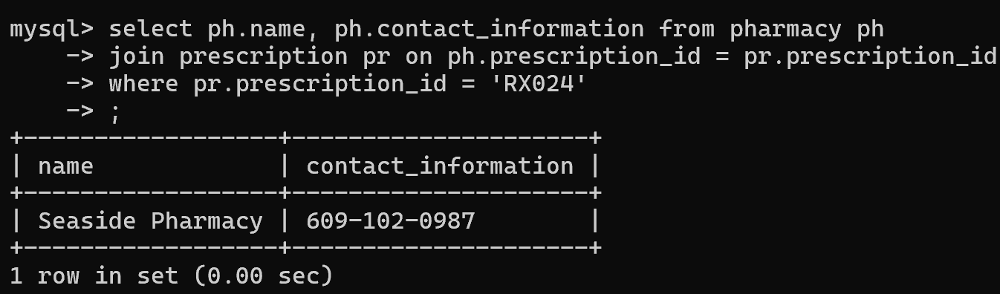 mysql> select ph.name, ph.contact_information from pharmacy ph
    -> join prescription pr on ph.prescription_id = pr.prescription_id
    -> where pr.prescription_id = 'RX024'
    -> ;
+------------------+---------------------+
| name             | contact_information |
+------------------+---------------------+
| Seaside Pharmacy | 609-102-0987        |
+------------------+---------------------+
1 row in set (0.00 sec)